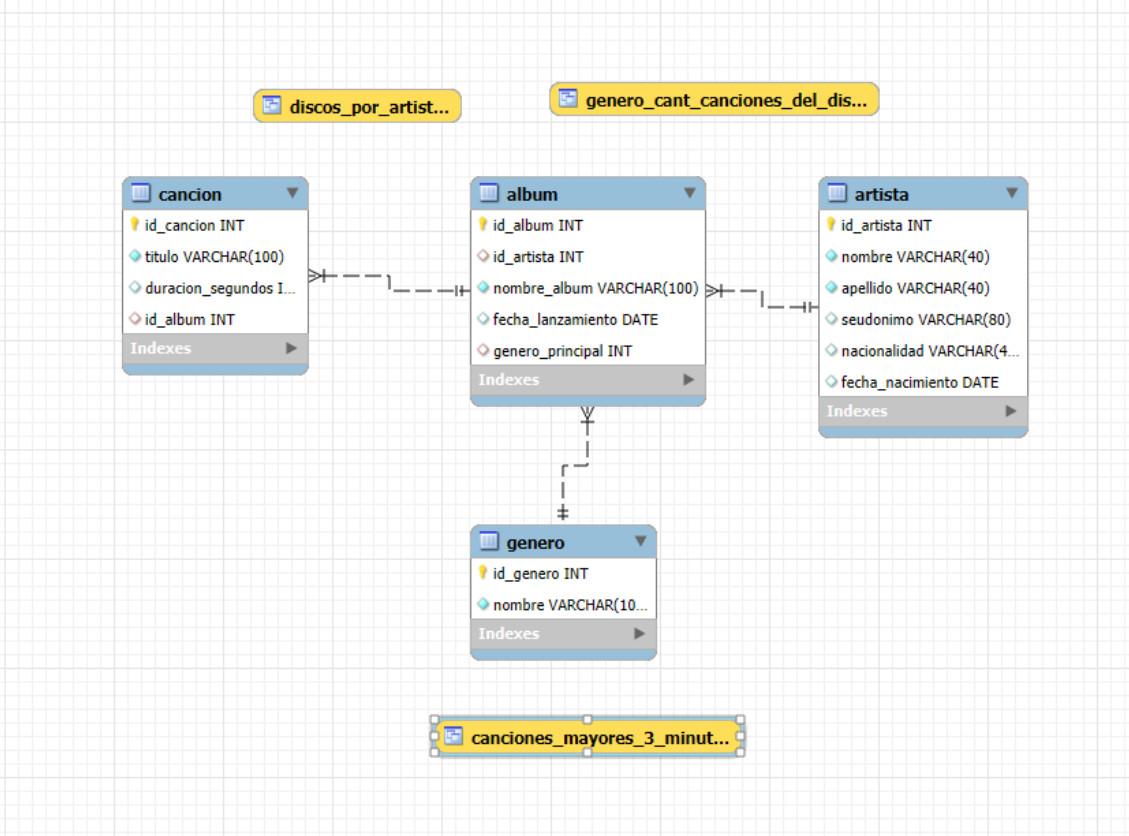 discos_por_artist...
genero_cant_canciones_del_dis...
cancion
id_cancion INT
titulo VARCHAR(100)
duracion_segundos I...
id_album INT
Indexes
album
id_album INT
id_artista INT
nombre_album VARCHAR(100)
fecha_lanzamiento DATE
genero_principal INT
Indexes
artista
id_artista INT
nombre VARCHAR(40)
apellido VARCHAR(40)
seudonimo VARCHAR(80)
nacionalidad VARCHAR(4...
fecha_nacimiento DATE
Indexes
genero
id_genero INT
nombre VARCHAR(10...
Indexes
canciones_mayores_3_minut...